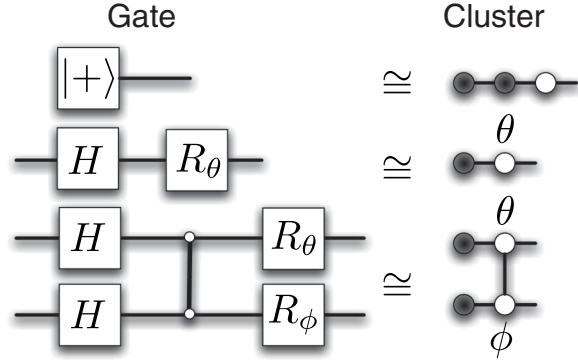 Gate Cluster
|+⟩ ≅
θ
H R_θ ≅
H R_θ θ
≅
H R_ϕ ϕ